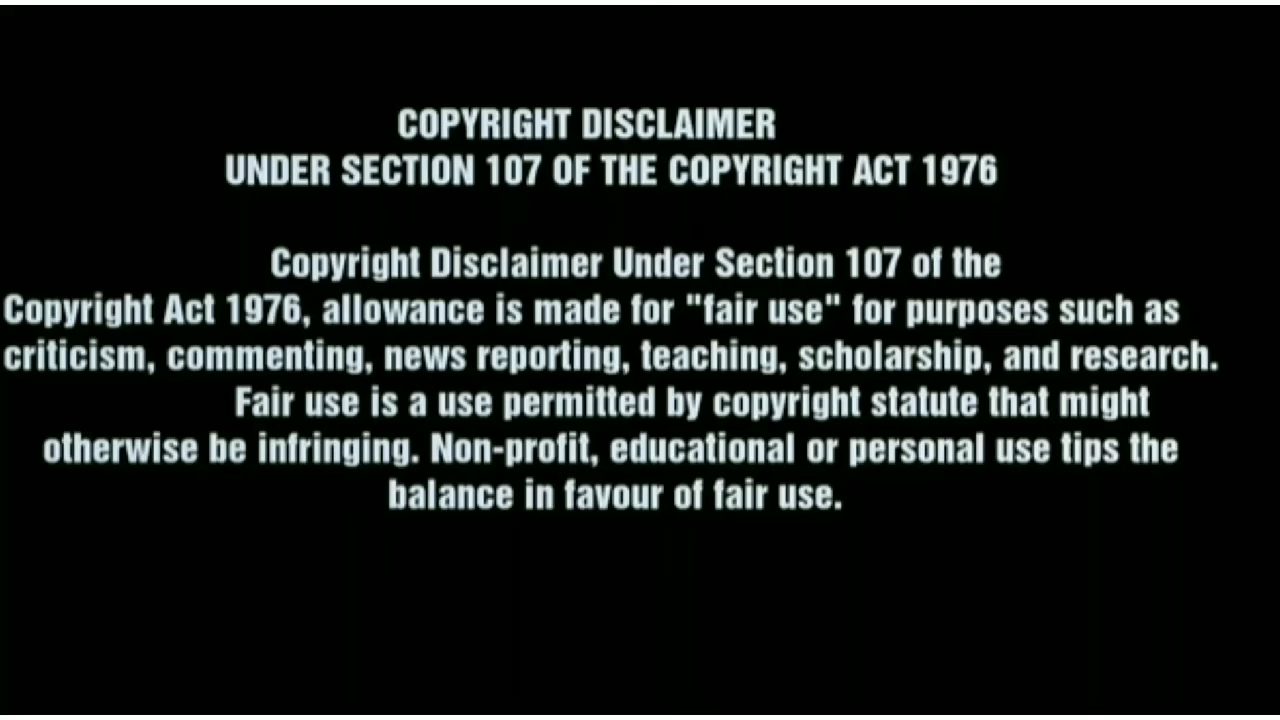 COPYRIGHT DISCLAIMER
UNDER SECTION 107 OF THE COPYRIGHT ACT 1976
Copyright Disclaimer Under Section 107 of the
Copyright Act 1976, allowance is made for "fair use" for purposes such as
criticism, commenting, news reporting, teaching, scholarship, and research.
Fair use is a use permitted by copyright statute that might
otherwise be infringing. Non-profit, educational or personal use tips the
balance in favour of fair use.